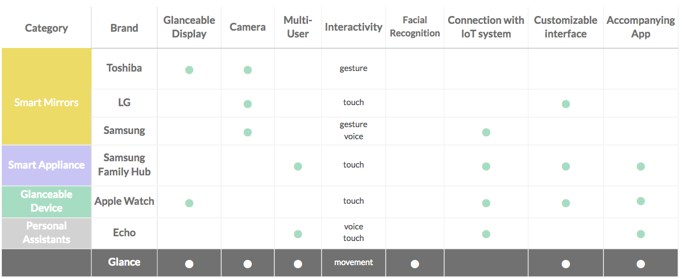 Category Brand Glanceable Display Camera Multi-User Interactivity Facial Recognition Connection with IoT system Customizable interface Accompanying App
Smart Mirrors
Toshiba gesture
LG touch
Samsung gesture voice
Smart Appliance Samsung Family Hub touch
Glanceable Device Apple Watch touch
Personal Assistants Echo voice touch
Glance movement